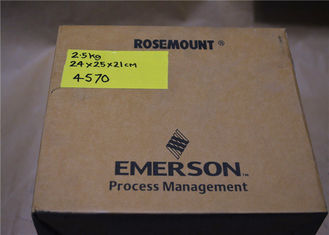 ROSEMOUNT®
2.5kg
24x25x21cm
4570
EMERSON
Process Management